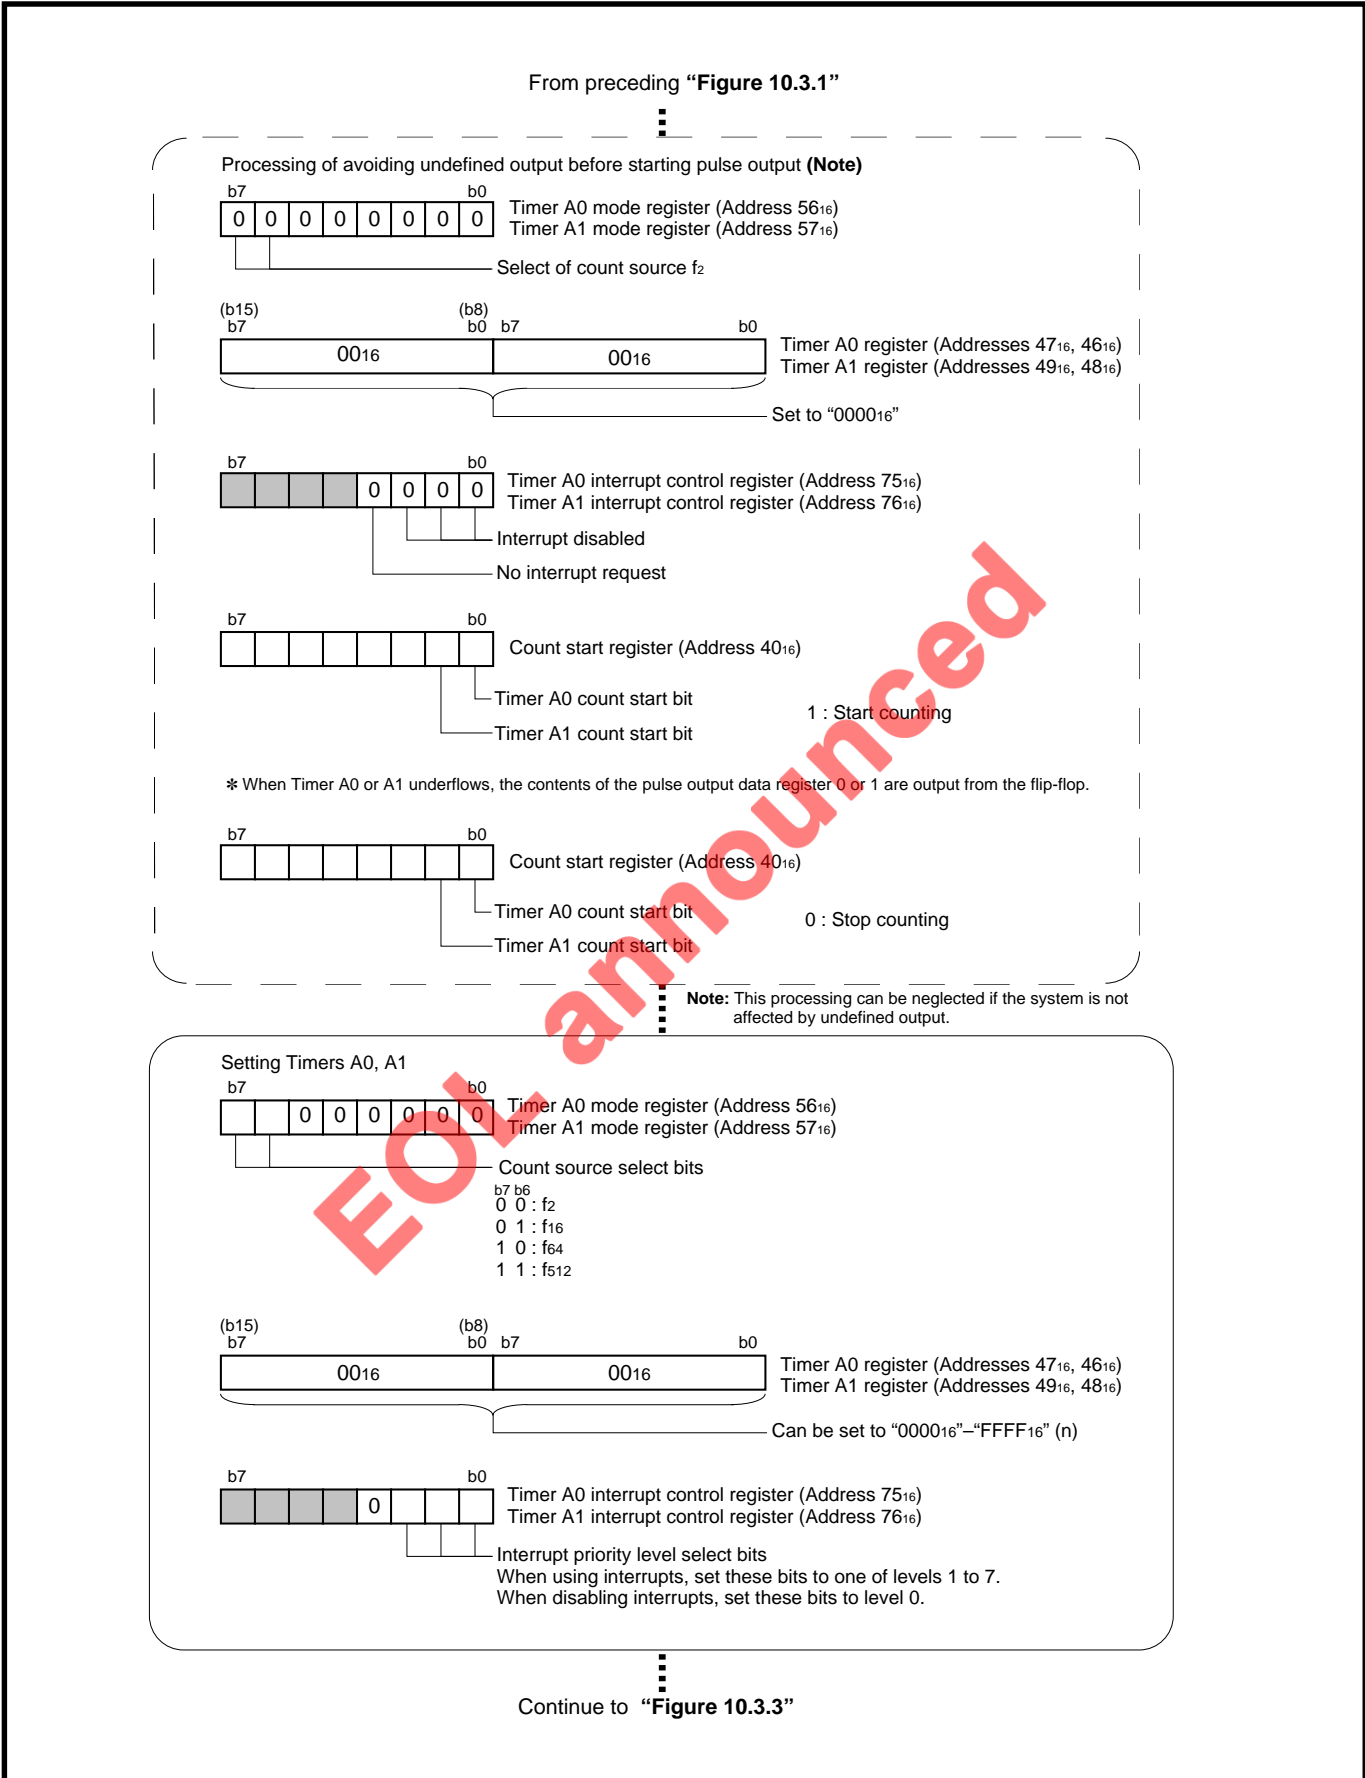 From preceding “Figure 10.3.1”
Processing of avoiding undefined output before starting pulse output (Note)
b7 b0
0 0 0 0 0 0 0 0
Timer A0 mode register (Address 5616)
Timer A1 mode register (Address 5716)
Select of count source f2
(b15) (b8)
b7 b0 b7 b0
0016 0016
Timer A0 register (Addresses 4716, 4616)
Timer A1 register (Addresses 4916, 4816)
Set to “000016”
b7 b0
0 0 0 0
Timer A0 interrupt control register (Address 7516)
Timer A1 interrupt control register (Address 7616)
Interrupt disabled
No interrupt request
b7 b0
Count start register (Address 4016)
Timer A0 count start bit
1 : Start counting
Timer A1 count start bit
✽ When Timer A0 or A1 underflows, the contents of the pulse output data register 0 or 1 are output from the flip-flop.
b7 b0
Count start register (Address 4016)
Timer A0 count start bit
0 : Stop counting
Timer A1 count start bit
Note: This processing can be neglected if the system is not
affected by undefined output.
Setting Timers A0, A1
b7 b0
0 0 0 0 0 0
Timer A0 mode register (Address 5616)
Timer A1 mode register (Address 5716)
Count source select bits
b7 b6
0 0 : f2
0 1 : f16
1 0 : f64
1 1 : f512
(b15) (b8)
b7 b0 b7 b0
0016 0016
Timer A0 register (Addresses 4716, 4616)
Timer A1 register (Addresses 4916, 4816)
Can be set to “000016”–“FFFF16” (n)
b7 b0
0
Timer A0 interrupt control register (Address 7516)
Timer A1 interrupt control register (Address 7616)
Interrupt priority level select bits
When using interrupts, set these bits to one of levels 1 to 7.
When disabling interrupts, set these bits to level 0.
Continue to “Figure 10.3.3”
EOL announced